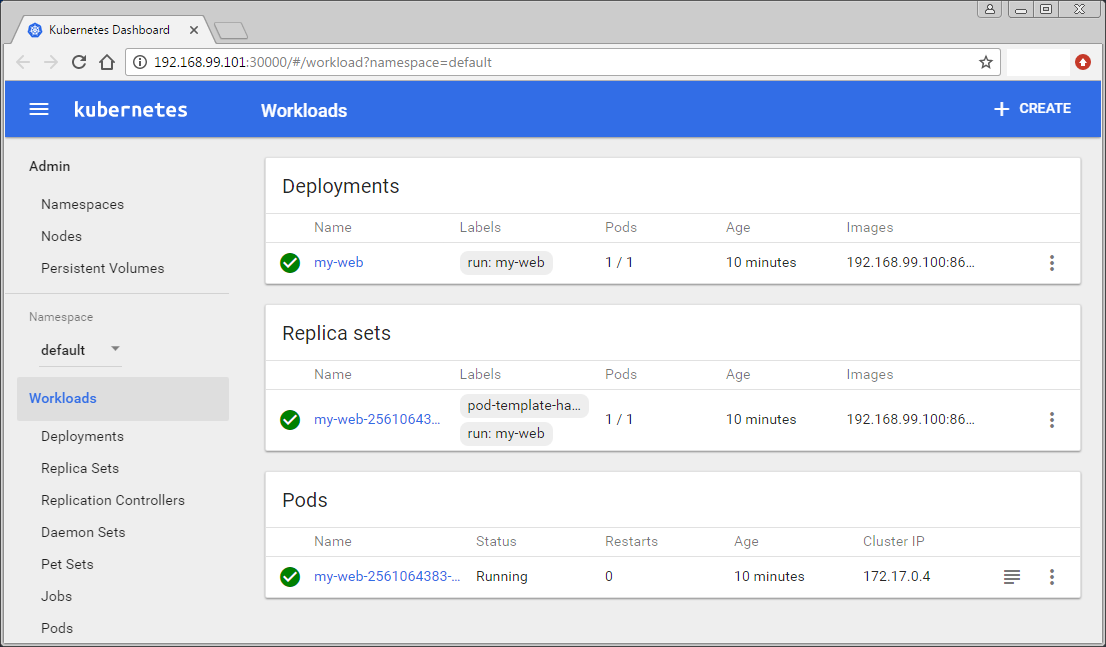 Kubernetes Dashboard
192.168.99.101:30000/#/workload?namespace=default
kubernetes
Workloads
CREATE
Admin
Namespaces
Nodes
Persistent Volumes
Namespace
default
Workloads
Deployments
Replica Sets
Replication Controllers
Daemon Sets
Pet Sets
Jobs
Pods
Deployments
Name Labels Pods Age Images
my-web run: my-web 1 / 1 10 minutes 192.168.99.100:86...
Replica sets
Name Labels Pods Age Images
pod-template-ha...
my-web-25610643... 1 / 1 10 minutes 192.168.99.100:86...
run: my-web
Pods
Name Status Restarts Age Cluster IP
my-web-2561064383-... Running 0 10 minutes 172.17.0.4